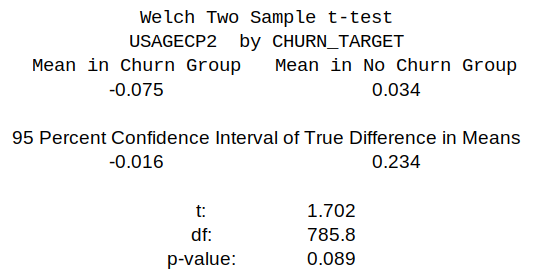 Welch Two Sample t-test
USAGECP2  by CHURN_TARGET
Mean in Churn Group   Mean in No Churn Group
-0.075   0.034
95 Percent Confidence Interval of True Difference in Means
-0.016   0.234
t:   1.702
df:   785.8
p-value:   0.089